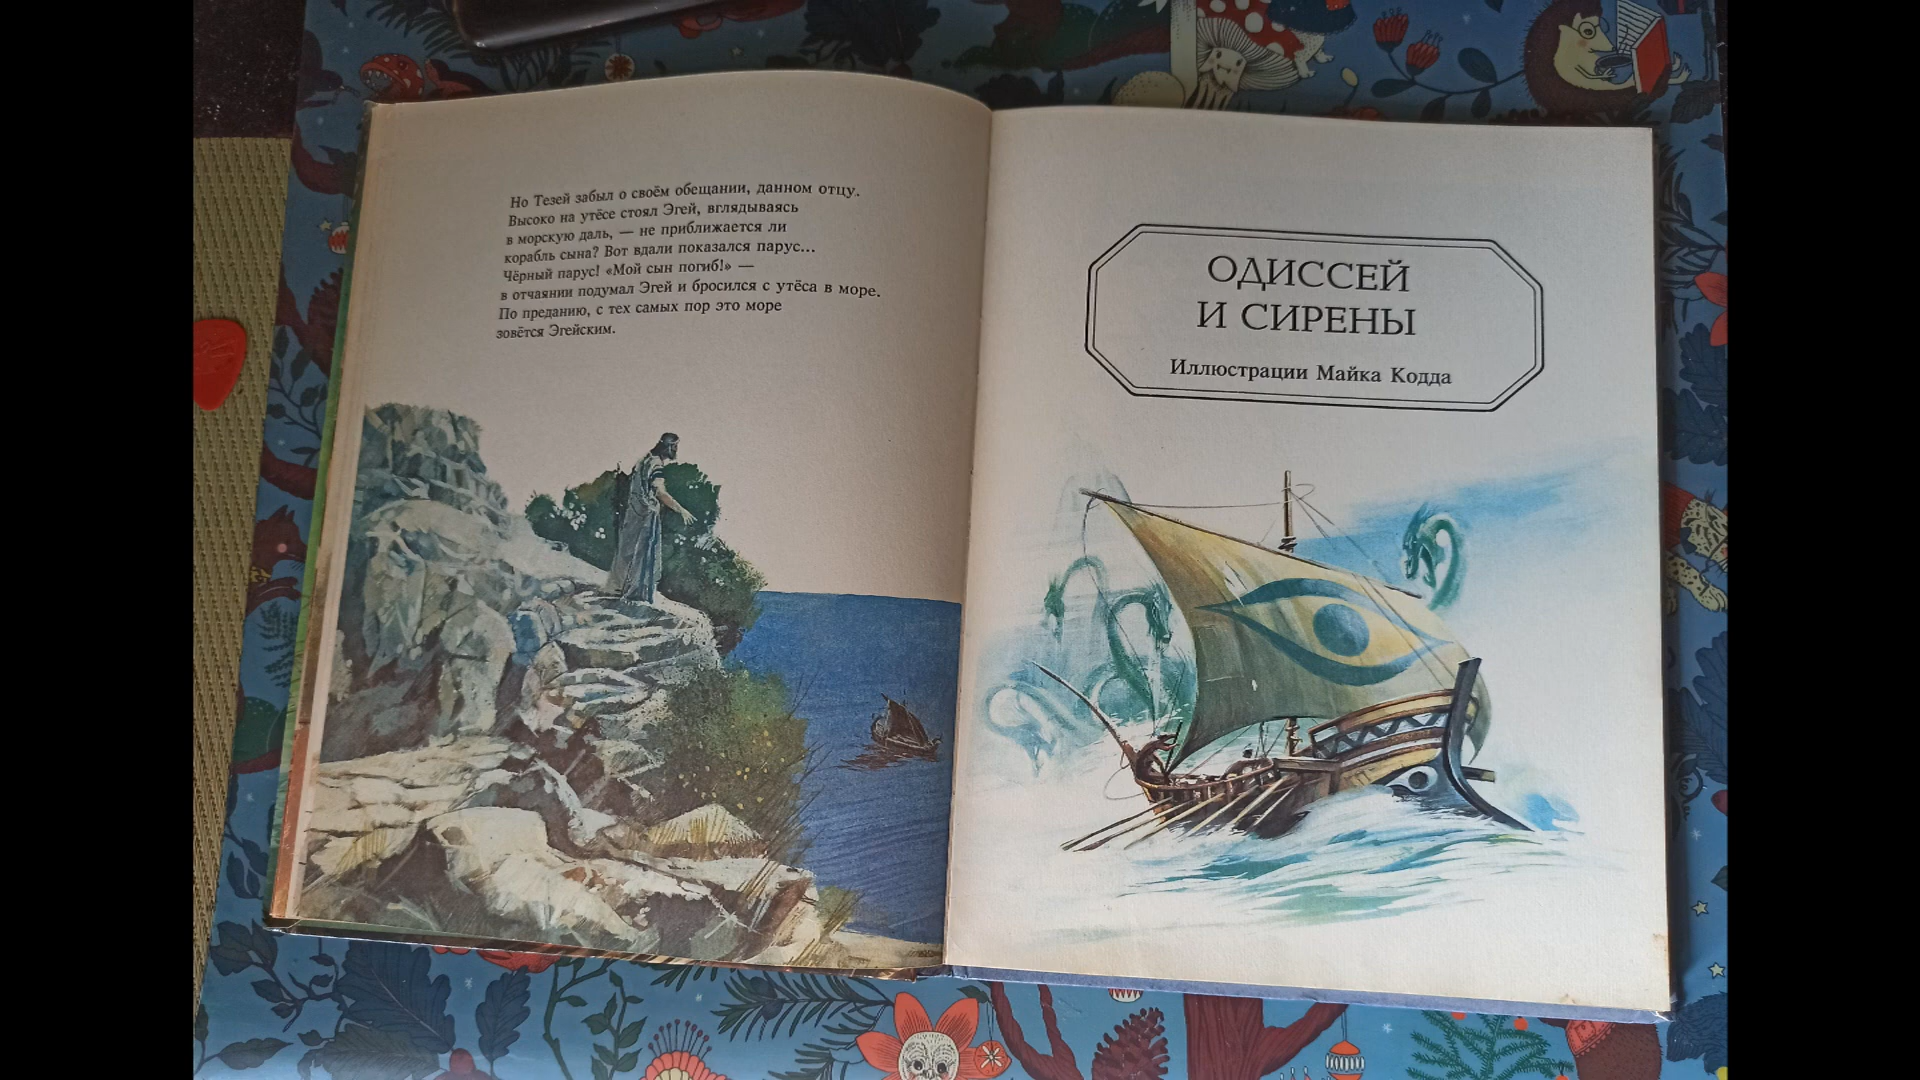 Но Тезей забыл о своём обещании, данном отцу.
Высоко на утёсе стоял Эгей, вглядываясь
в морскую даль, — не приближается ли
корабль сына? Вот вдали показался парус...
Чёрный парус! «Мой сын погиб!» —
в отчаянии подумал Эгей и бросился с утёса в море.
По преданию, с тех самых пор это море
зовётся Эгейским.
ОДИССЕЙ
И СИРЕНЫ
Иллюстрации Майка Кодда